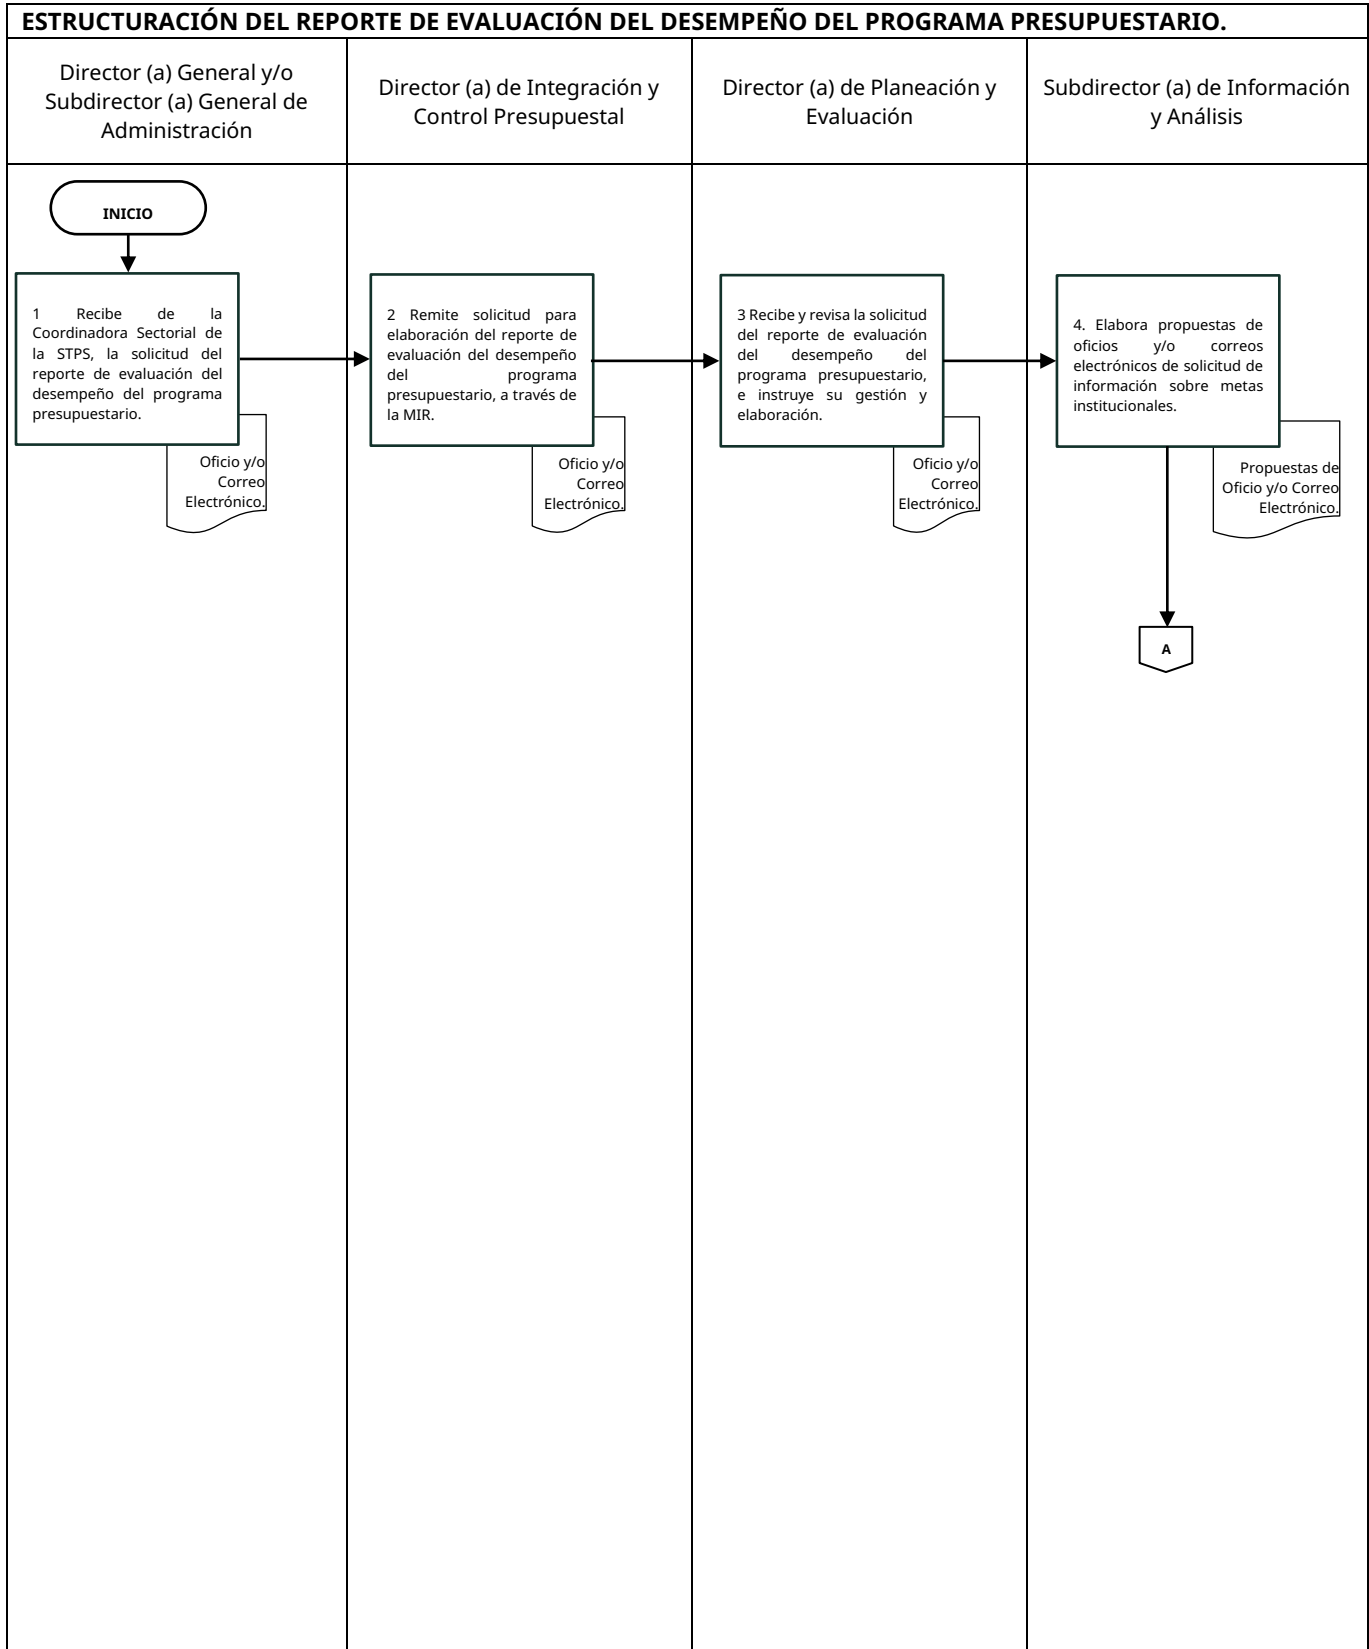 ESTRUCTURACIÓN DEL REPORTE DE EVALUACIÓN DEL DESEMPEÑO DEL PROGRAMA PRESUPUESTARIO.
Director (a) General y/o
Subdirector (a) General de
Administración
Director (a) de Integración y
Control Presupuestal
Director (a) de Planeación y
Evaluación
Subdirector (a) de Información
y Análisis
INICIO
1 Recibe de la
Coordinadora Sectorial de
la STPS, la solicitud del
reporte de evaluación del
desempeño del programa
presupuestario.
Oficio y/o
Correo
Electrónico.
2 Remite solicitud para
elaboración del reporte de
evaluación del desempeño
del programa
presupuestario, a través de
la MIR.
Oficio y/o
Correo
Electrónico.
3 Recibe y revisa la solicitud
del reporte de evaluación
del desempeño del
programa presupuestario,
e instruye su gestión y
elaboración.
Oficio y/o
Correo
Electrónico.
4. Elabora propuestas de
oficios y/o correos
electrónicos de solicitud de
información sobre metas
institucionales.
Propuestas de
Oficio y/o Correo
Electrónico.
A